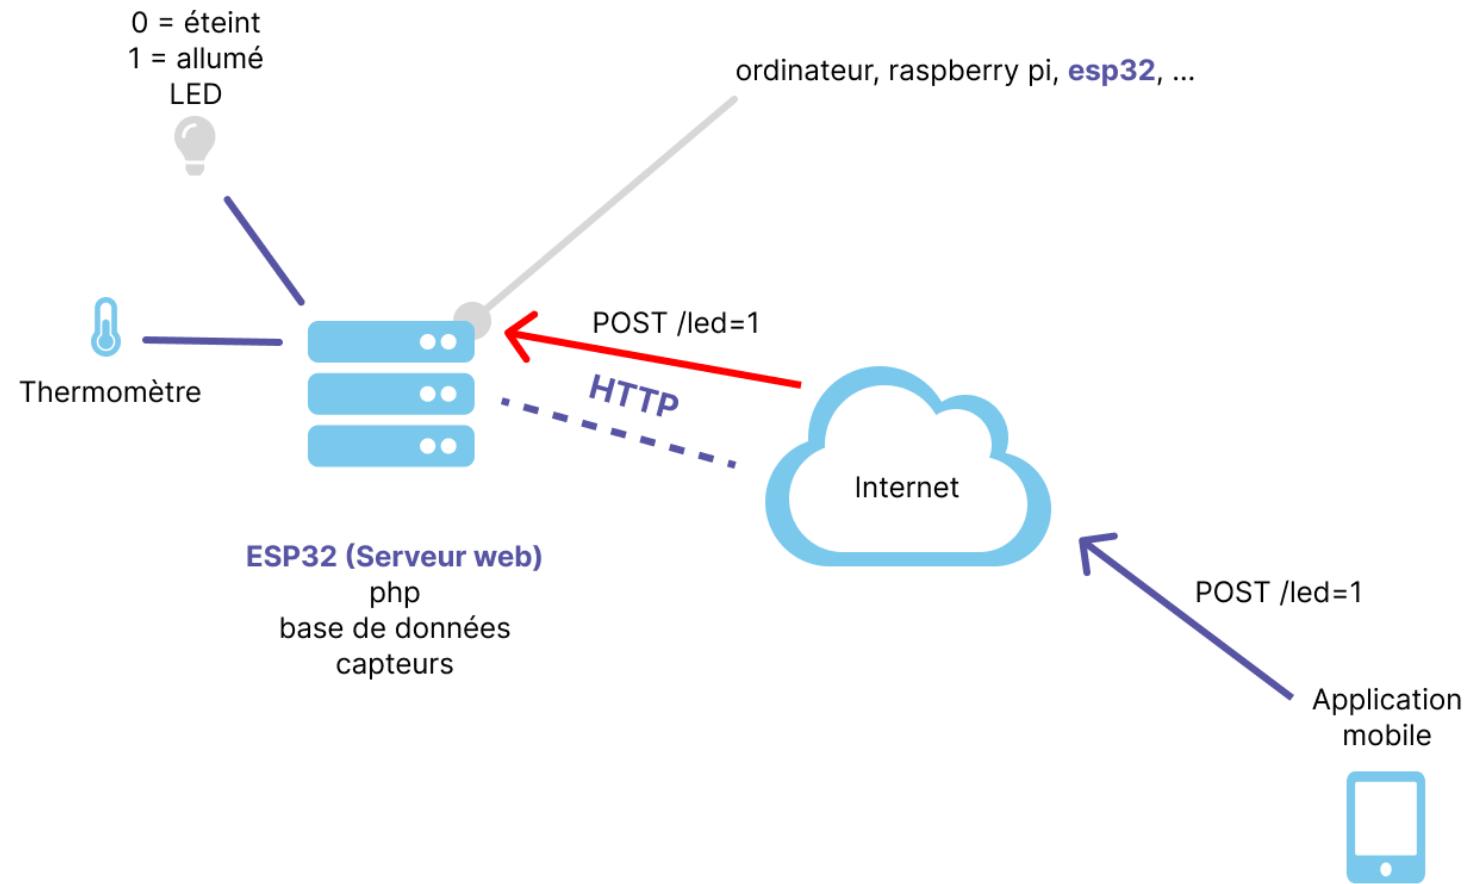 0 = éteint
1 = allumé
LED
ordinateur, raspberry pi, esp32, ...
Thermomètre
POST /led=1
HTTP
Internet
ESP32 (Serveur web)
php
base de données
capteurs
POST /led=1
Application
mobile